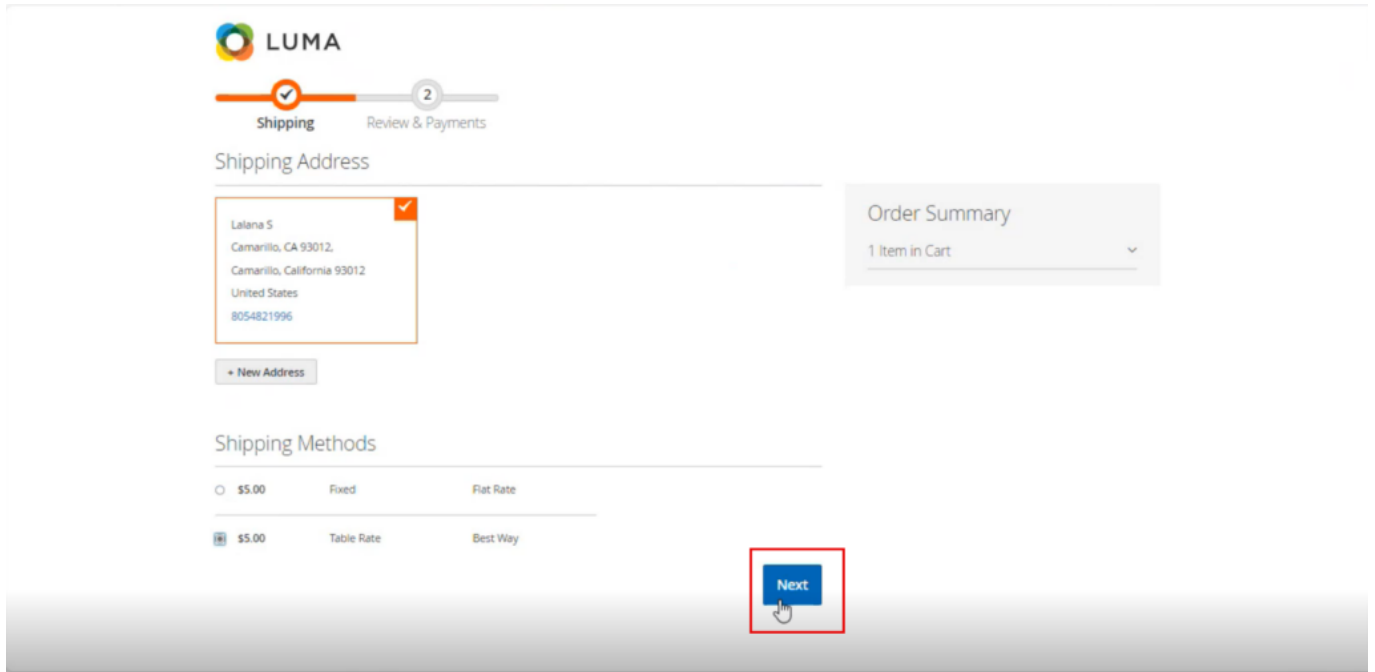 LUMA
2
Shipping Review & Payments
Shipping Address
Lalana S
Camarillo, CA 93012,
Camarillo, California 93012
United States
8054821996
+ New Address
Order Summary
1 Item in Cart
Shipping Methods
$5.00 Fixed Flat Rate
$5.00 Table Rate Best Way
Next